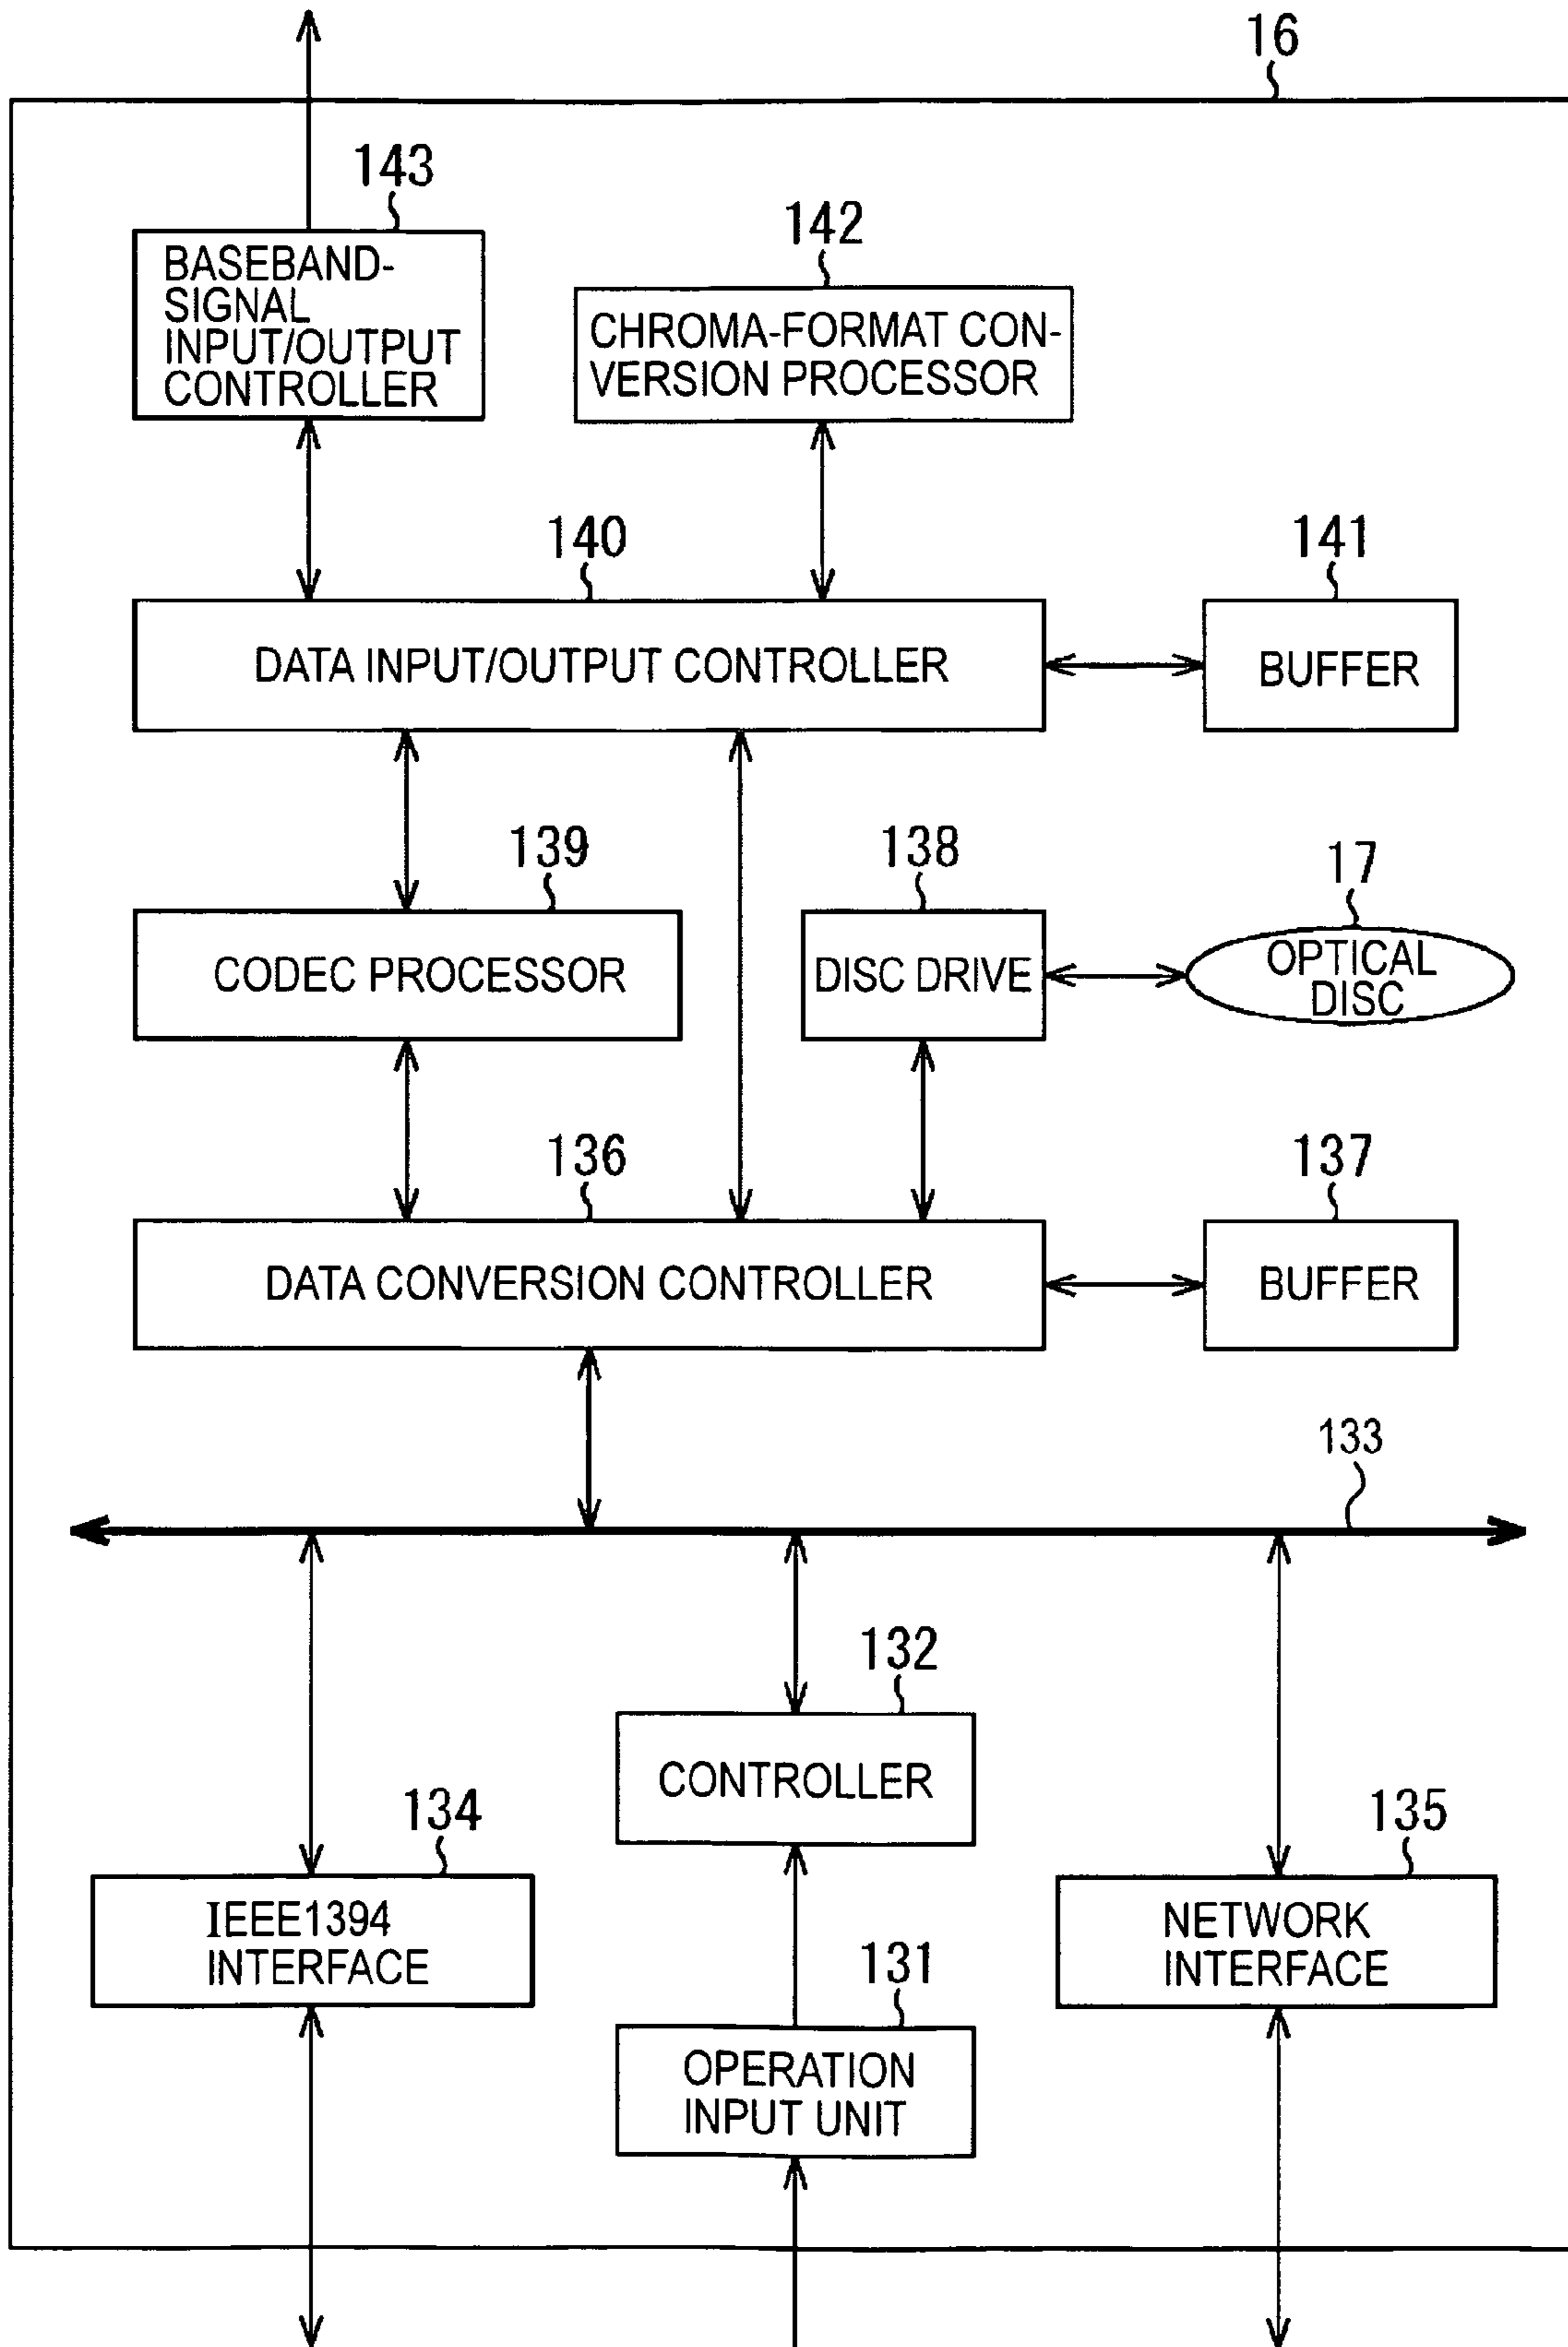 16
143
BASEBAND-
SIGNAL
INPUT/OUTPUT
CONTROLLER
142
CHROMA-FORMAT CON-
VERSION PROCESSOR
140
DATA INPUT/OUTPUT CONTROLLER
141
BUFFER
139
CODEC PROCESSOR
138
DISC DRIVE
17
OPTICAL
DISC
136
DATA CONVERSION CONTROLLER
137
BUFFER
133
132
CONTROLLER
134
IEEE1394
INTERFACE
135
NETWORK
INTERFACE
131
OPERATION
INPUT UNIT